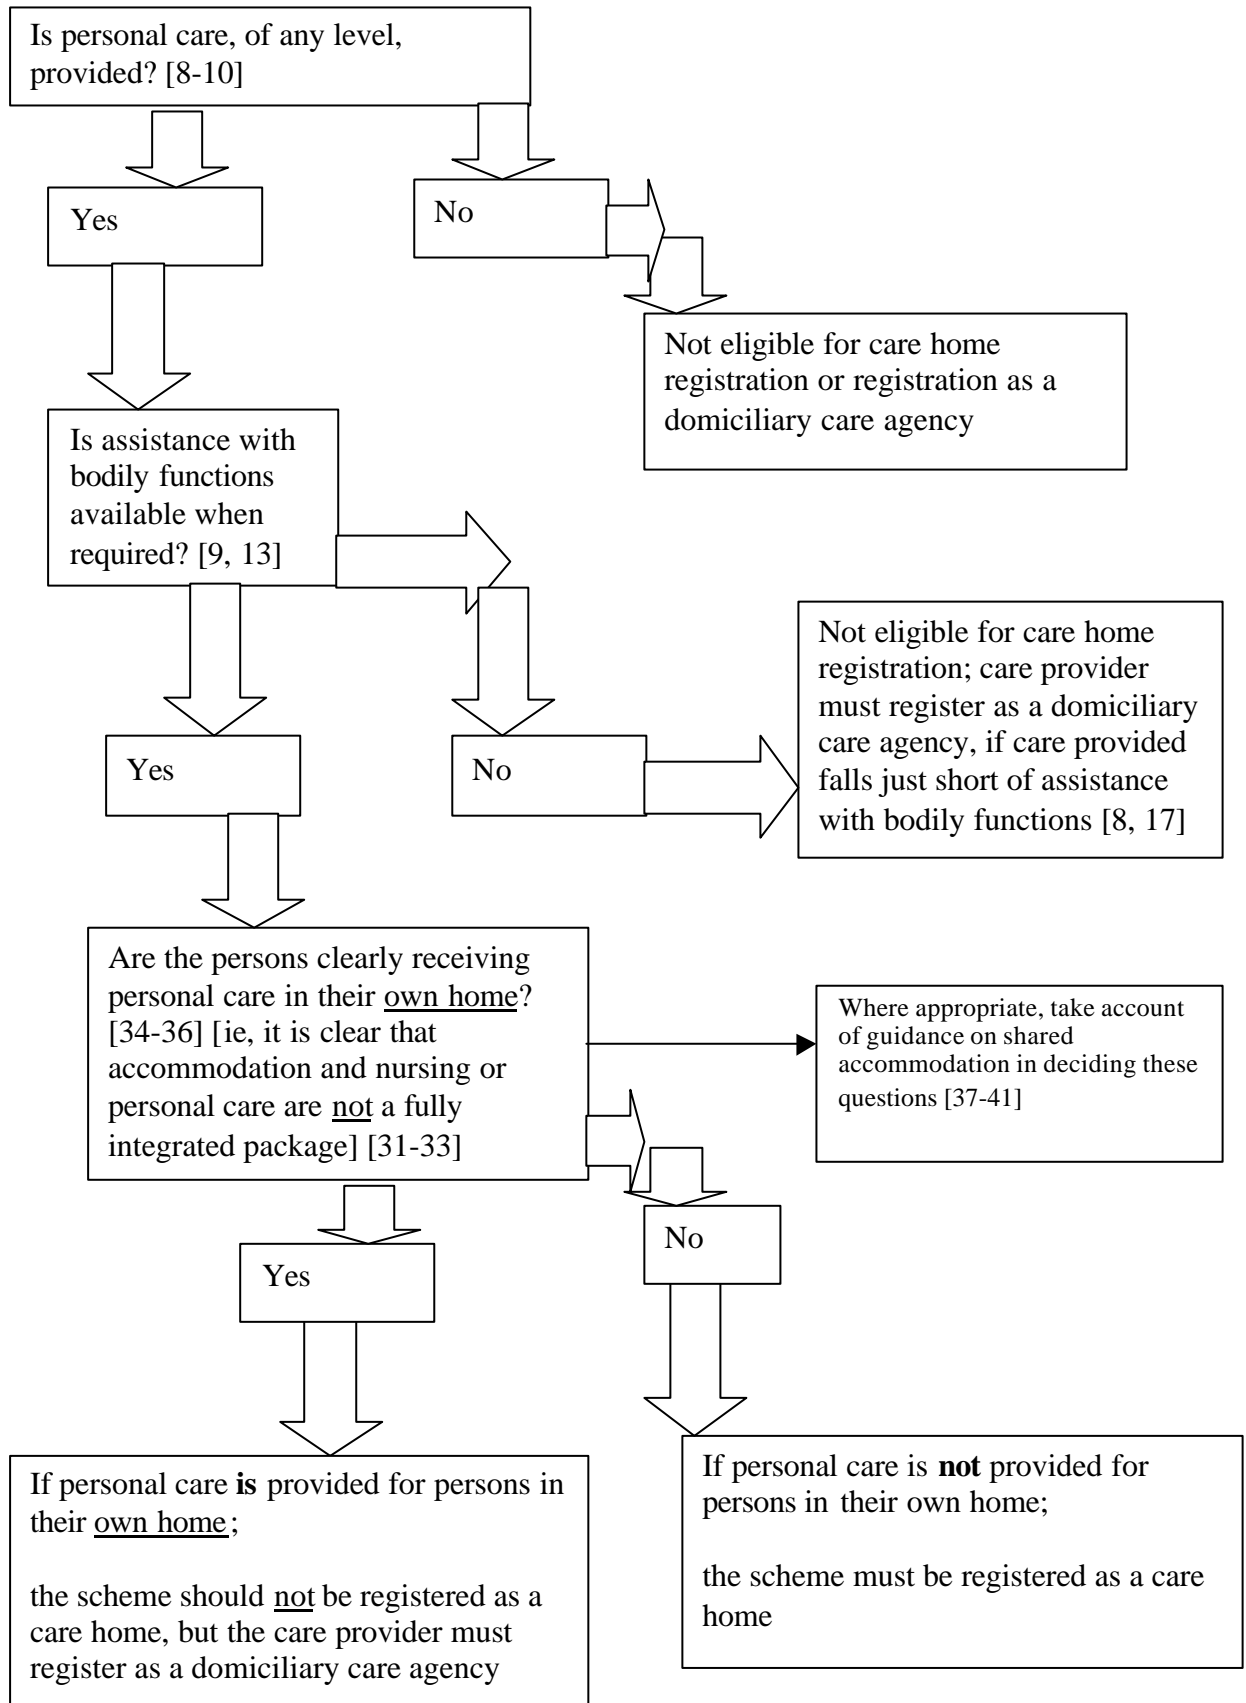 Is personal care, of any level,
provided? [8-10]
Yes
No
Not eligible for care home
registration or registration as a
domiciliary care agency
Is assistance with
bodily functions
available when
required? [9, 13]
Not eligible for care home
registration; care provider
must register as a domiciliary
care agency, if care provided
falls just short of assistance
with bodily functions [8, 17]
Yes
No
Are the persons clearly receiving
personal care in their own home?
[34-36] [ie, it is clear that
accommodation and nursing or
personal care are not a fully
integrated package] [31-33]
Where appropriate, take account
of guidance on shared
accommodation in deciding these
questions [37-41]
Yes
No
If personal care is provided for persons in
their own home;
the scheme should not be registered as a
care home, but the care provider must
register as a domiciliary care agency
If personal care is not provided for
persons in their own home;
the scheme must be registered as a care
home